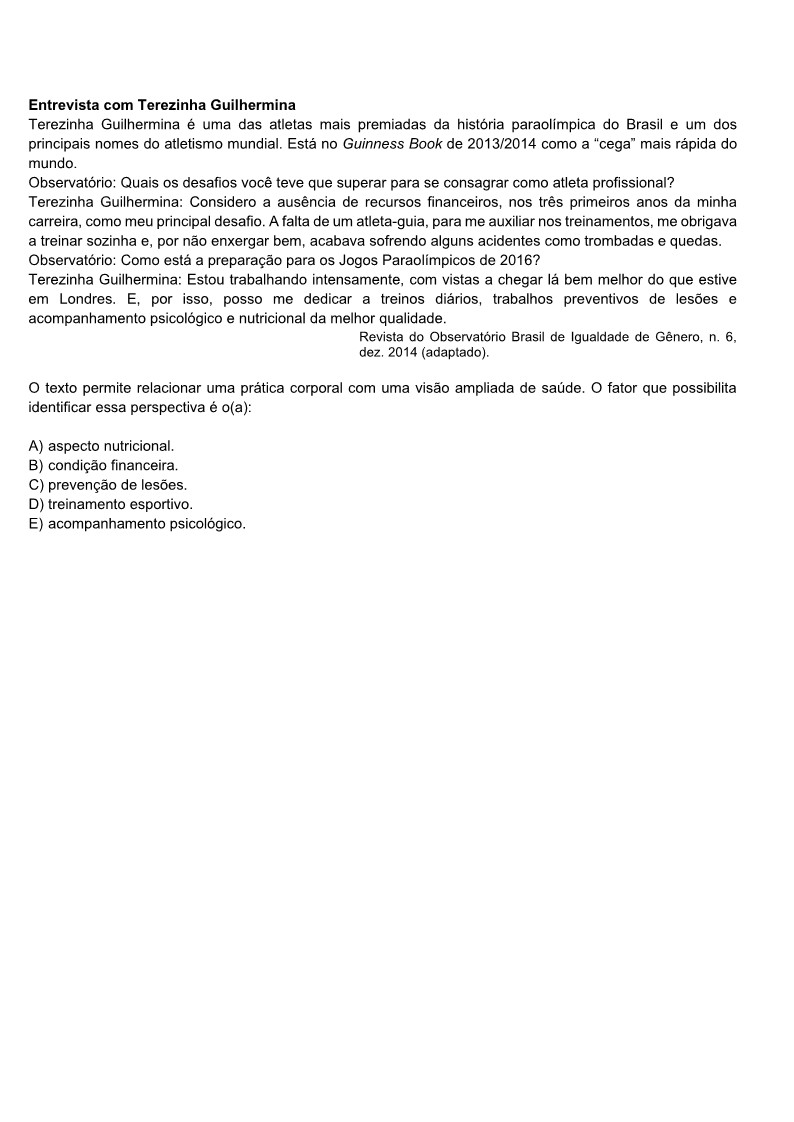 Entrevista com Terezinha Guilhermina
Terezinha Guilhermina é uma das atletas mais premiadas da história paraolímpica do Brasil e um dos
principais nomes do atletismo mundial. Está no Guinness Book de 2013/2014 como a “cega” mais rápida do
mundo.
Observatório: Quais os desafios você teve que superar para se consagrar como atleta profissional?
Terezinha Guilhermina: Considero a ausência de recursos financeiros, nos três primeiros anos da minha
carreira, como meu principal desafio. A falta de um atleta-guia, para me auxiliar nos treinamentos, me obrigava
a treinar sozinha e, por não enxergar bem, acabava sofrendo alguns acidentes como trombadas e quedas.
Observatório: Como está a preparação para os Jogos Paraolímpicos de 2016?
Terezinha Guilhermina: Estou trabalhando intensamente, com vistas a chegar lá bem melhor do que estive
em Londres. E, por isso, posso me dedicar a treinos diários, trabalhos preventivos de lesões e
acompanhamento psicológico e nutricional da melhor qualidade.
Revista do Observatório Brasil de Igualdade de Gênero, n. 6,
dez. 2014 (adaptado).
O texto permite relacionar uma prática corporal com uma visão ampliada de saúde. O fator que possibilita
identificar essa perspectiva é o(a):
A) aspecto nutricional.
B) condição financeira.
C) prevenção de lesões.
D) treinamento esportivo.
E) acompanhamento psicológico.